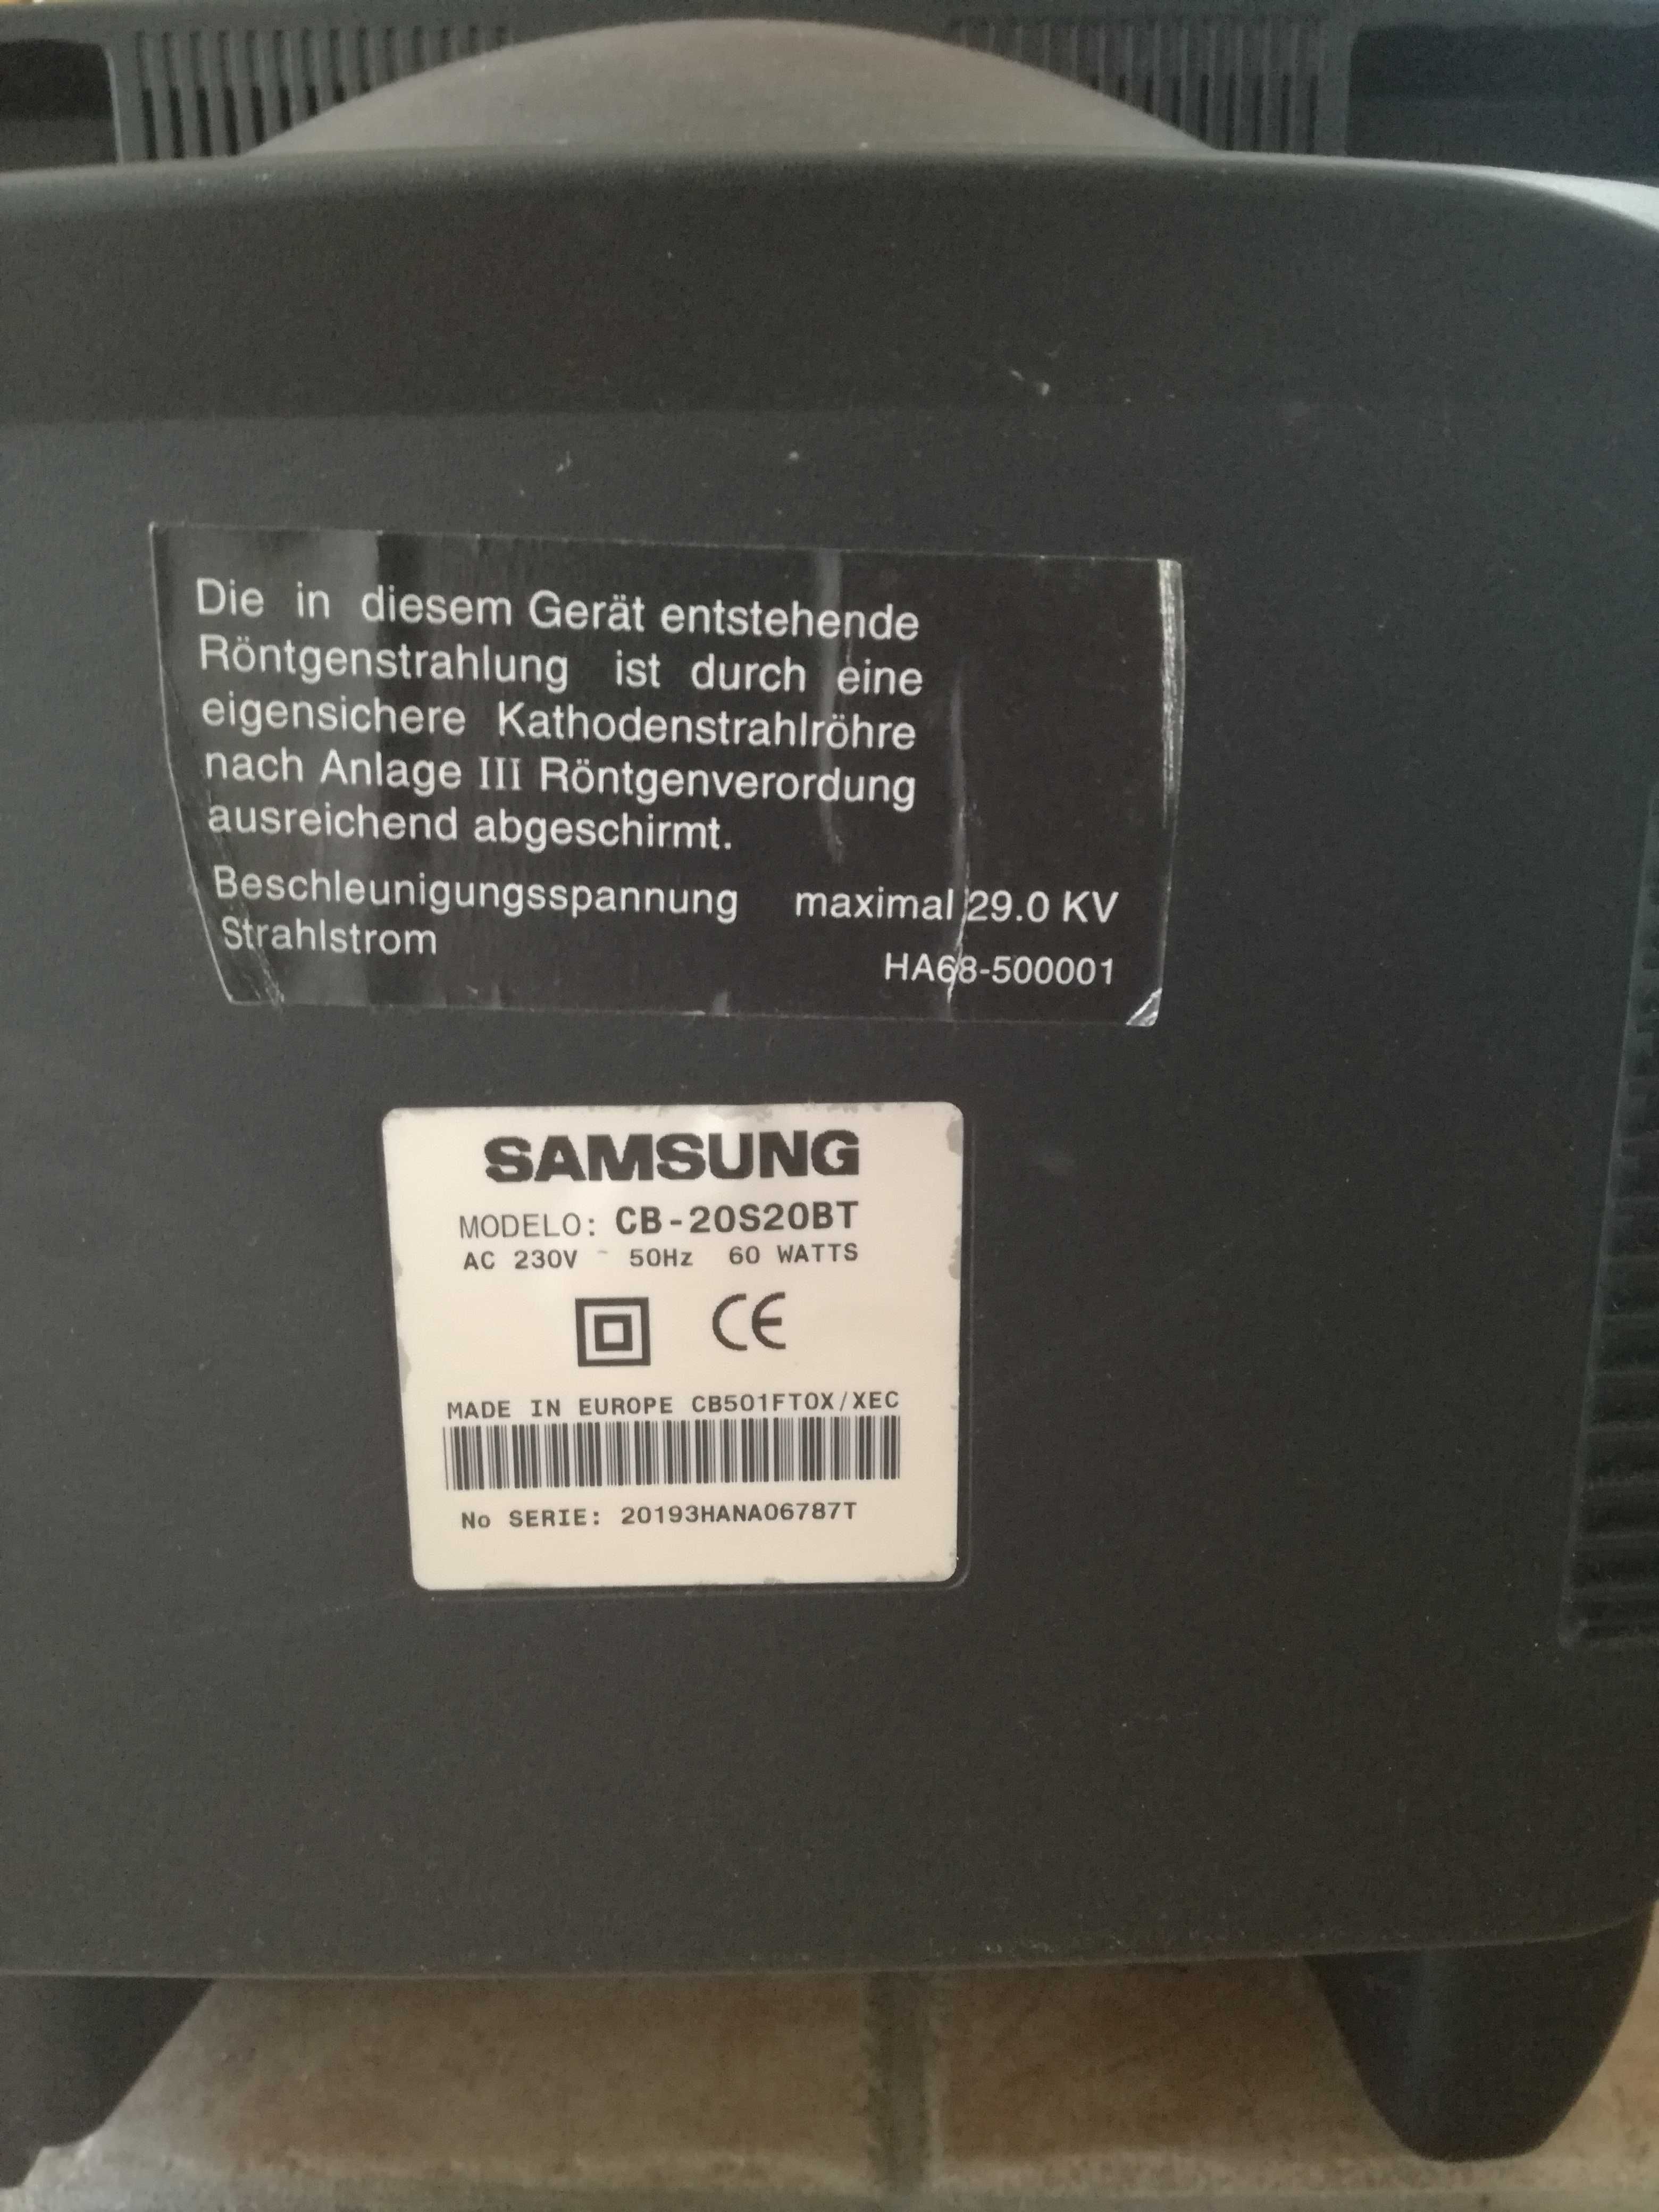 Die in diesem Gerät entstehende
Röntgenstrahlung ist durch eine
eigensichere Kathodenstrahlröhre
nach Anlage III Röntgenverordung
ausreichend abgeschirmt.
Beschleunigungsspannung maximal 29.0 KV
Strahlstrom
HA68-500001
SAMSUNG
MODELO: CB-20S20BT
AC 230V ~ 50Hz 60 WATTS
CE
MADE IN EUROPE CB501FTOX/XEC
No SERIE: 20193HANA06787T